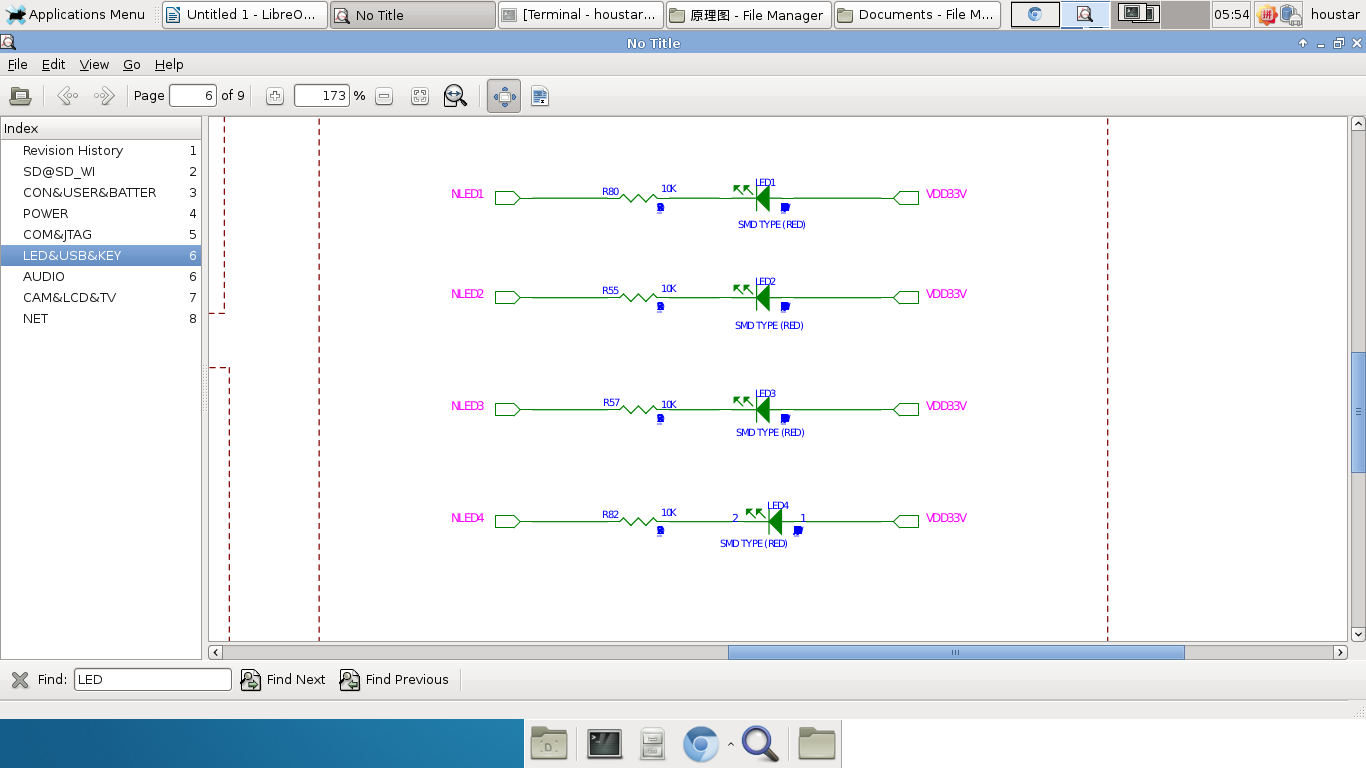 Applications Menu
Untitled 1 - LibreO...
No Title
[Terminal - houstar...
原理图 - File Manager
Documents - File M...
05:54
houstar
No Title
File Edit View Go Help
Page 6 of 9 173 %
Index
Revision History 1
SD@SD_WI 2
CON&USER&BATTER 3
POWER 4
COM&JTAG 5
LED&USB&KEY 6
AUDIO 6
CAM&LCD&TV 7
NET 8
NLED1 R80 10K LED1 VDD33V
SMD TYPE (RED)
NLED2 R55 10K LED2 VDD33V
SMD TYPE (RED)
NLED3 R57 10K LED3 VDD33V
SMD TYPE (RED)
NLED4 R82 10K 2 LED4 1 VDD33V
SMD TYPE (RED)
Find: LED Find Next Find Previous